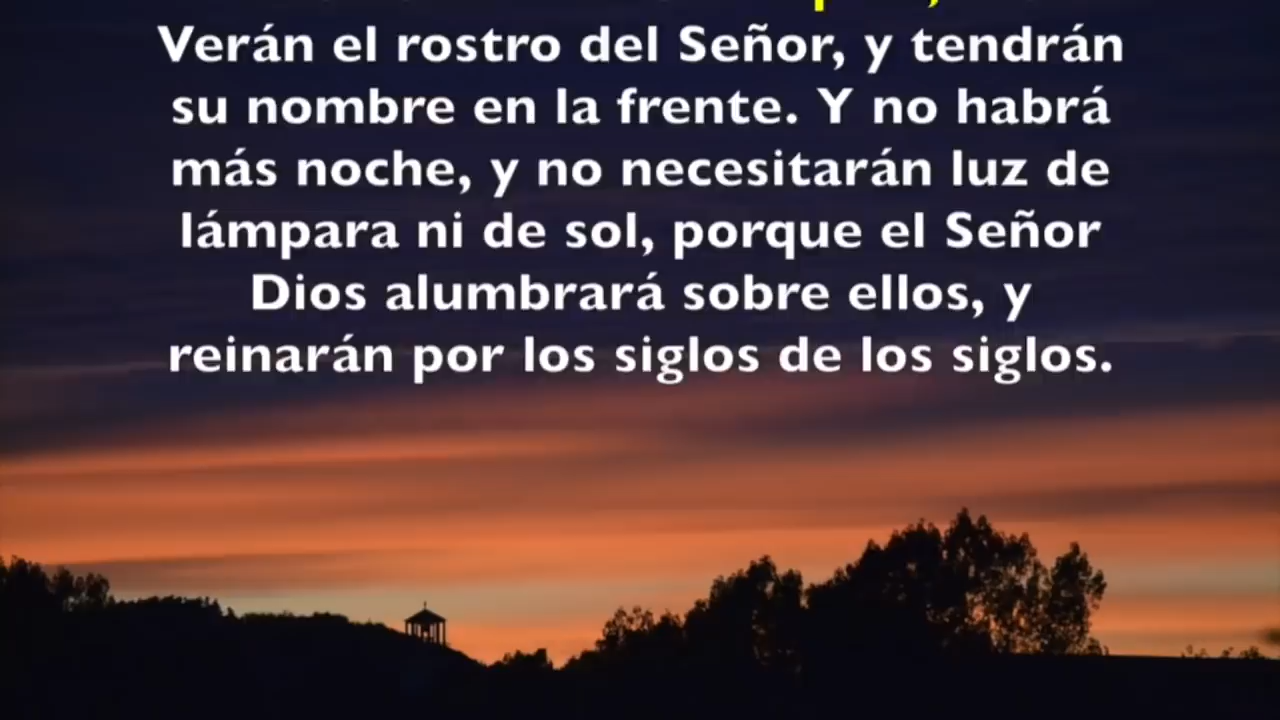 Verán el rostro del Señor, y tendrán
su nombre en la frente. Y no habrá
más noche, y no necesitarán luz de
lámpara ni de sol, porque el Señor
Dios alumbrará sobre ellos, y
reinarán por los siglos de los siglos.